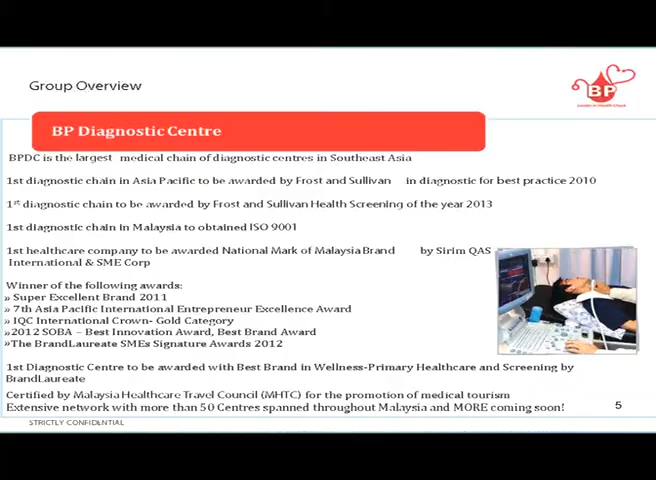 Group Overview
BP
Leader in Health Check
BP Diagnostic Centre
BPDC is the largest medical chain of diagnostic centres in Southeast Asia
1st diagnostic chain in Asia Pacific to be awarded by Frost and Sullivan in diagnostic for best practice 2010
1st diagnostic chain to be awarded by Frost and Sullivan Health Screening of the year 2013
1st diagnostic chain in Malaysia to obtained ISO 9001
1st healthcare company to be awarded National Mark of Malaysia Brand by Sirim QAS
International & SME Corp
Winner of the following awards:
» Super Excellent Brand 2011
» 7th Asia Pacific International Entrepreneur Excellence Award
» IQC International Crown- Gold Category
» 2012 SOBA – Best Innovation Award, Best Brand Award
» The BrandLaureate SMEs Signature Awards 2012
1st Diagnostic Centre to be awarded with Best Brand in Wellness-Primary Healthcare and Screening by
BrandLaureate
Certified by Malaysia Healthcare Travel Council (MHTC) for the promotion of medical tourism
Extensive network with more than 50 Centres spanned throughout Malaysia and MORE coming soon!
5
STRICTLY CONFIDENTIAL